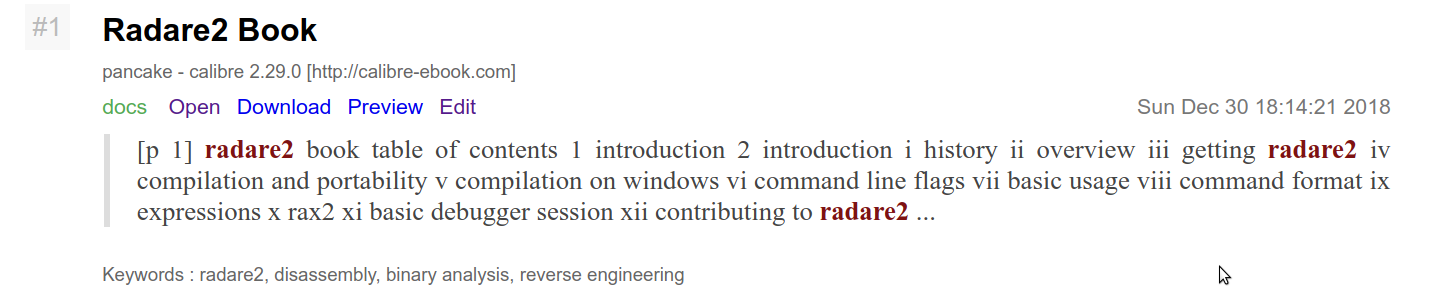 #1
Radare2 Book
pancake - calibre 2.29.0 [http://calibre-ebook.com]
docs Open Download Preview Edit Sun Dec 30 18:14:21 2018
[p 1] radare2 book table of contents 1 introduction 2 introduction i history ii overview iii getting radare2 iv
compilation and portability v compilation on windows vi command line flags vii basic usage viii command format ix
expressions x rax2 xi basic debugger session xii contributing to radare2 ...
Keywords : radare2, disassembly, binary analysis, reverse engineering